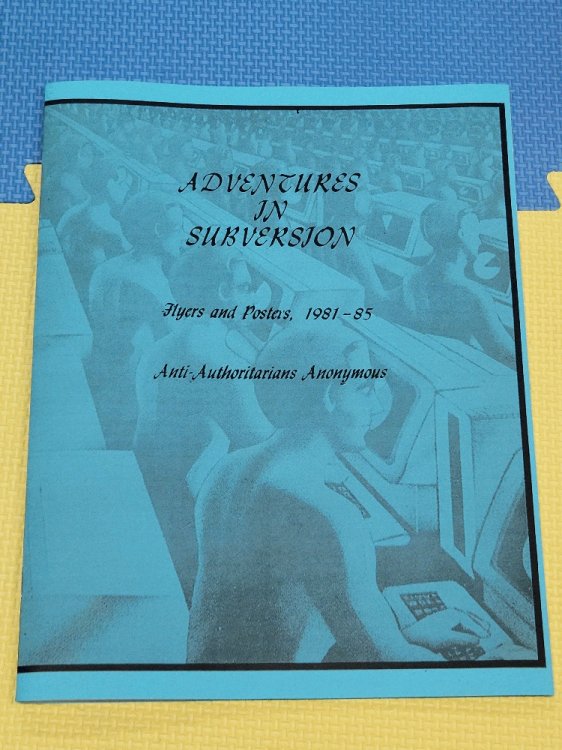 ADVENTURES
IN
SUBVERSION
Flyers and Posters, 1981-85
Anti-Authoritarians Anonymous